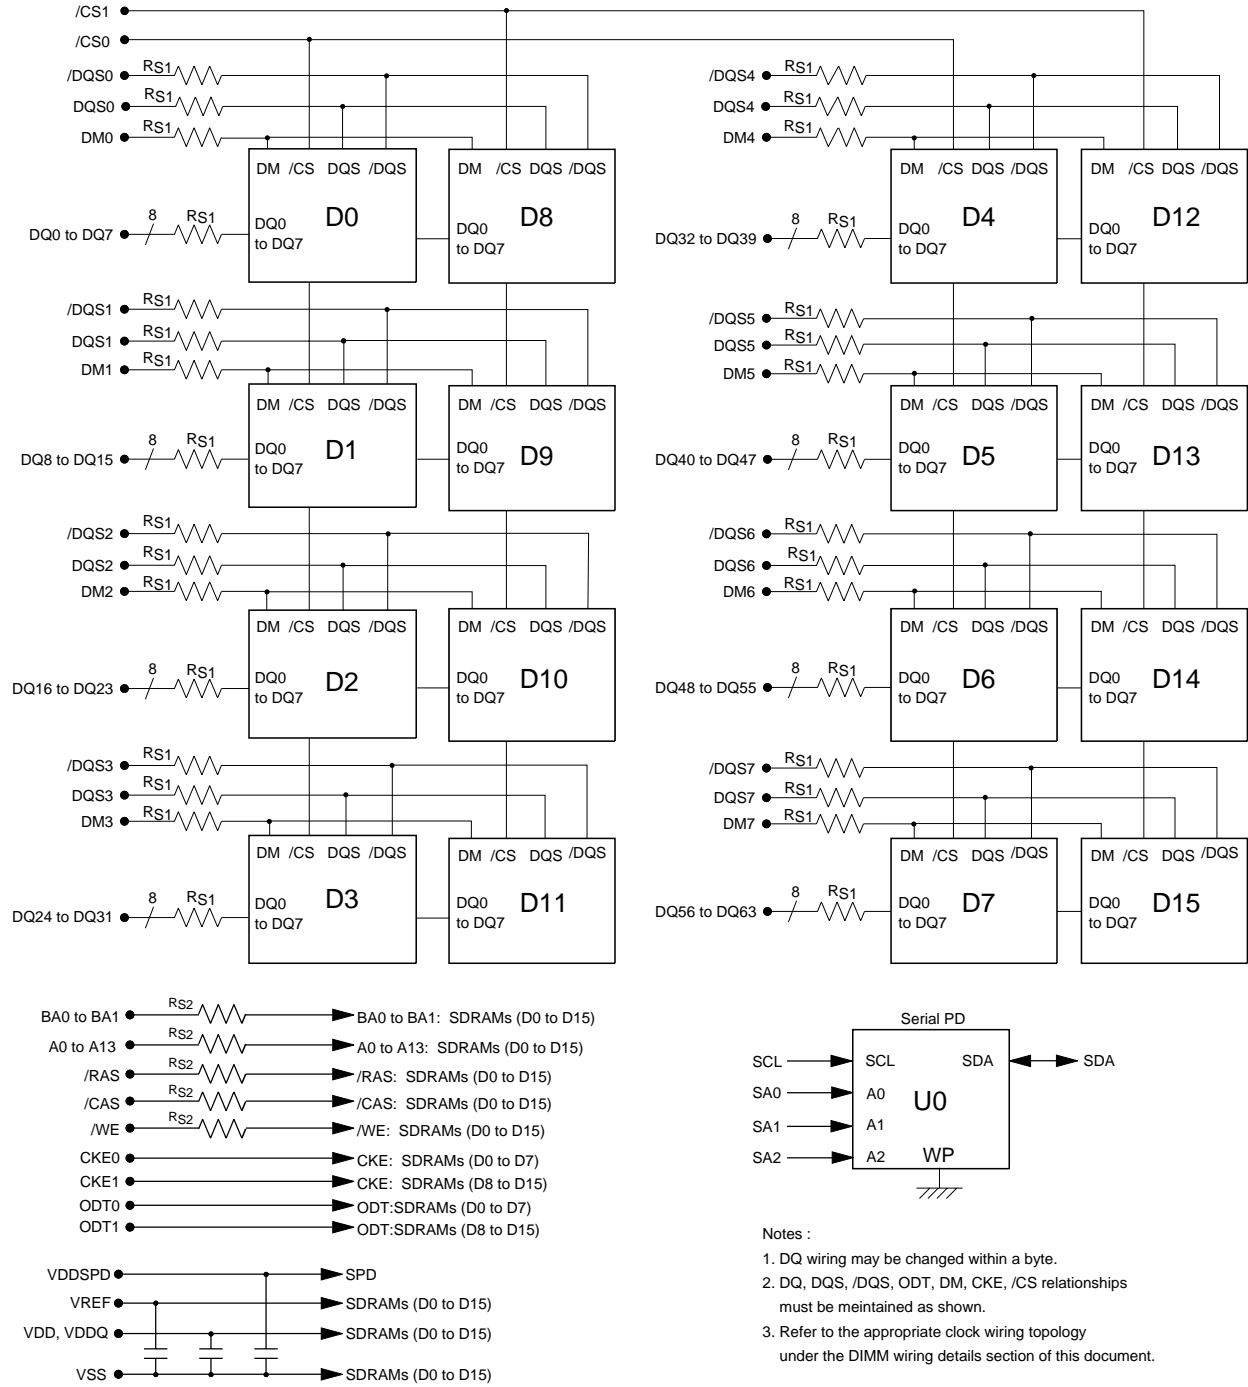 /CS1
/CS0
/DQS0 RS1
DQS0 RS1
DM0 RS1
DM /CS DQS /DQS
DM /CS DQS /DQS
DQ0 to DQ7 8 RS1
DQ0
to DQ7
D0
DQ0
to DQ7
D8
/DQS4 RS1
DQS4 RS1
DM4 RS1
DM /CS DQS /DQS
DM /CS DQS /DQS
DQ32 to DQ39 8 RS1
DQ0
to DQ7
D4
DQ0
to DQ7
D12
/DQS1 RS1
DQS1 RS1
DM1 RS1
DM /CS DQS /DQS
DM /CS DQS /DQS
DQ8 to DQ15 8 RS1
DQ0
to DQ7
D1
DQ0
to DQ7
D9
/DQS5 RS1
DQS5 RS1
DM5 RS1
DM /CS DQS /DQS
DM /CS DQS /DQS
DQ40 to DQ47 8 RS1
DQ0
to DQ7
D5
DQ0
to DQ7
D13
/DQS2 RS1
DQS2 RS1
DM2 RS1
DM /CS DQS /DQS
DM /CS DQS /DQS
DQ16 to DQ23 8 RS1
DQ0
to DQ7
D2
DQ0
to DQ7
D10
/DQS6 RS1
DQS6 RS1
DM6 RS1
DM /CS DQS /DQS
DM /CS DQS /DQS
DQ48 to DQ55 8 RS1
DQ0
to DQ7
D6
DQ0
to DQ7
D14
/DQS3 RS1
DQS3 RS1
DM3 RS1
DM /CS DQS /DQS
DM /CS DQS /DQS
DQ24 to DQ31 8 RS1
DQ0
to DQ7
D3
DQ0
to DQ7
D11
/DQS7 RS1
DQS7 RS1
DM7 RS1
DM /CS DQS /DQS
DM /CS DQS /DQS
DQ56 to DQ63 8 RS1
DQ0
to DQ7
D7
DQ0
to DQ7
D15
BA0 to BA1 RS2 BA0 to BA1: SDRAMs (D0 to D15)
A0 to A13 RS2 A0 to A13: SDRAMs (D0 to D15)
/RAS RS2 /RAS: SDRAMs (D0 to D15)
/CAS RS2 /CAS: SDRAMs (D0 to D15)
/WE RS2 /WE: SDRAMs (D0 to D15)
CKE0 CKE: SDRAMs (D0 to D7)
CKE1 CKE: SDRAMs (D8 to D15)
ODT0 ODT:SDRAMs (D0 to D7)
ODT1 ODT:SDRAMs (D8 to D15)
VDDSPD SPD
VREF SDRAMs (D0 to D15)
VDD, VDDQ SDRAMs (D0 to D15)
VSS SDRAMs (D0 to D15)
Serial PD
SCL SCL SDA SDA
SA0 A0
U0
SA1 A1
SA2 A2 WP
Notes :
1. DQ wiring may be changed within a byte.
2. DQ, DQS, /DQS, ODT, DM, CKE, /CS relationships
must be meintained as shown.
3. Refer to the appropriate clock wiring topology
under the DIMM wiring details section of this document.